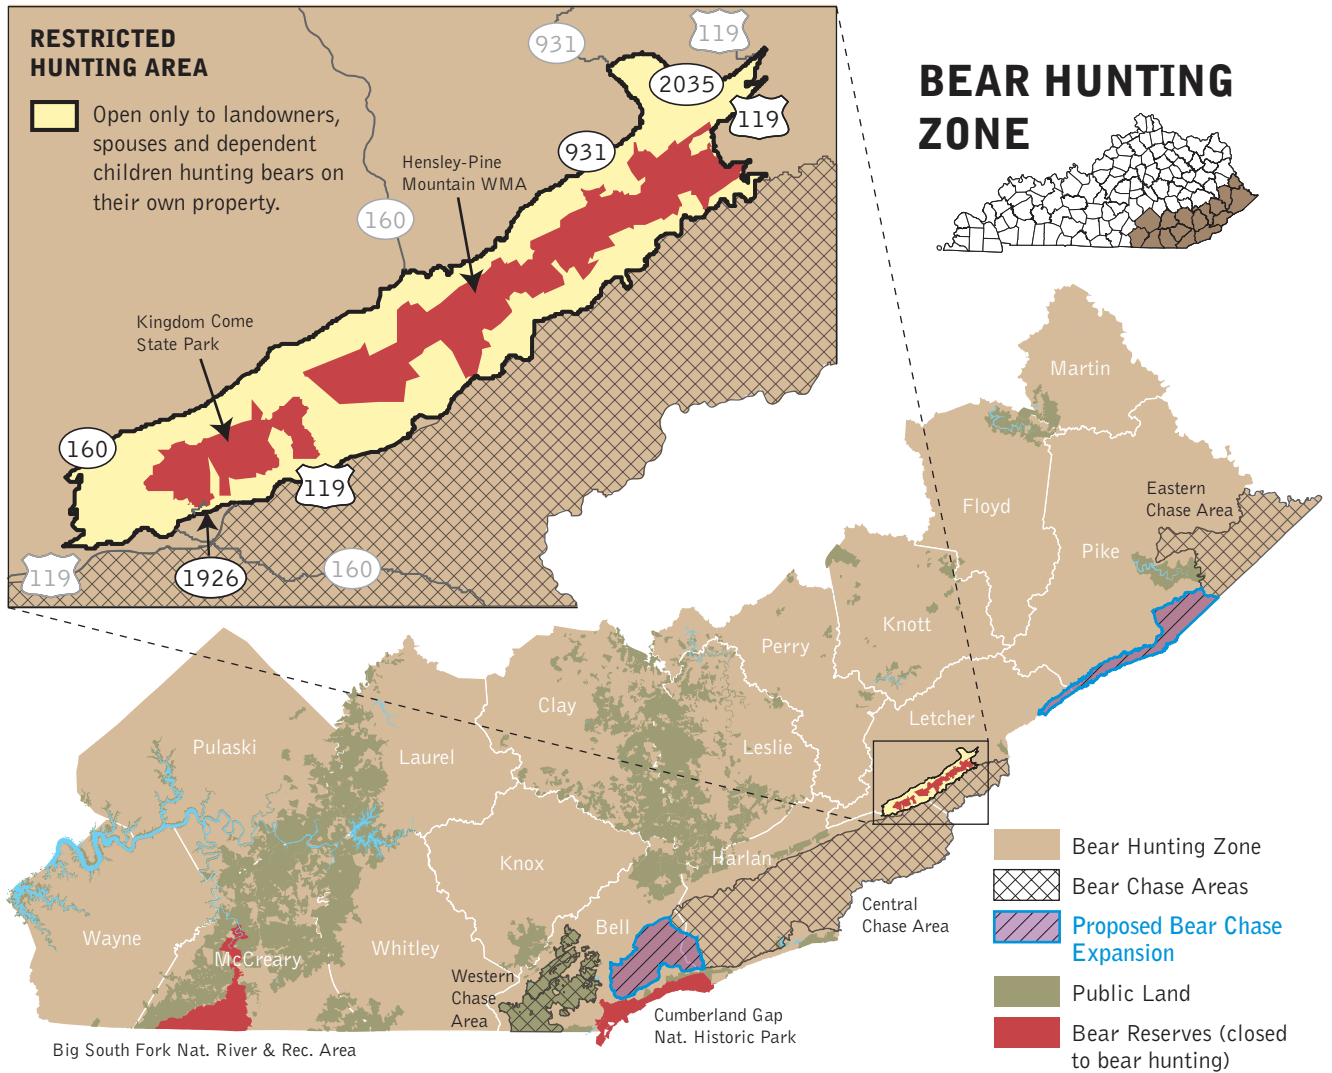 RESTRICTED
HUNTING AREA
Open only to landowners,
spouses and dependent
children hunting bears on
their own property.
931
119
2035
119
931
Hensley-Pine
Mountain WMA
160
Kingdom Come
State Park
160
119
119
1926
160
BEAR HUNTING
ZONE
Martin
Floyd
Eastern
Chase Area
Pike
Knott
Perry
Clay
Letcher
Pulaski
Laurel
Leslie
Knox
Harlan
Central
Chase Area
Bell
Wayne
McCreary
Whitley
Western
Chase
Area
Cumberland Gap
Nat. Historic Park
Big South Fork Nat. River & Rec. Area
Bear Hunting Zone
Bear Chase Areas
Proposed Bear Chase
Expansion
Public Land
Bear Reserves (closed
to bear hunting)